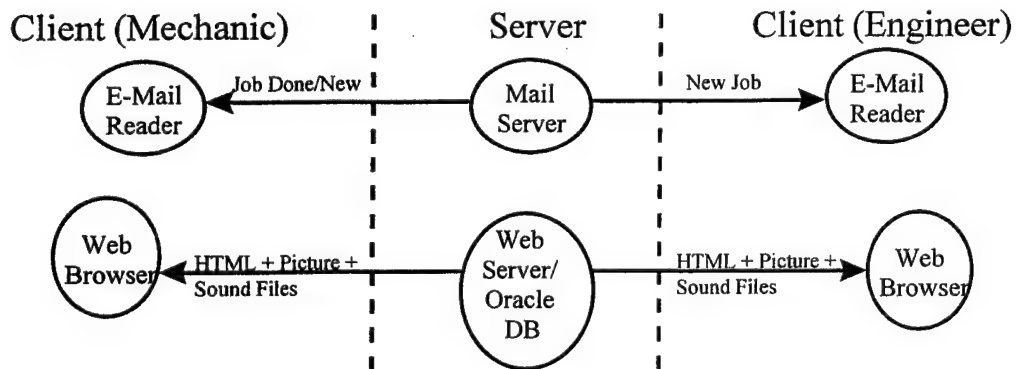 Client (Mechanic)
Server
Client (Engineer)
E-Mail
Reader
Job Done/New
Mail
Server
New Job
E-Mail
Reader
Web
Browser
HTML + Picture +
Sound Files
Web
Server/
Oracle
DB
HTML + Picture +
Sound Files
Web
Browser